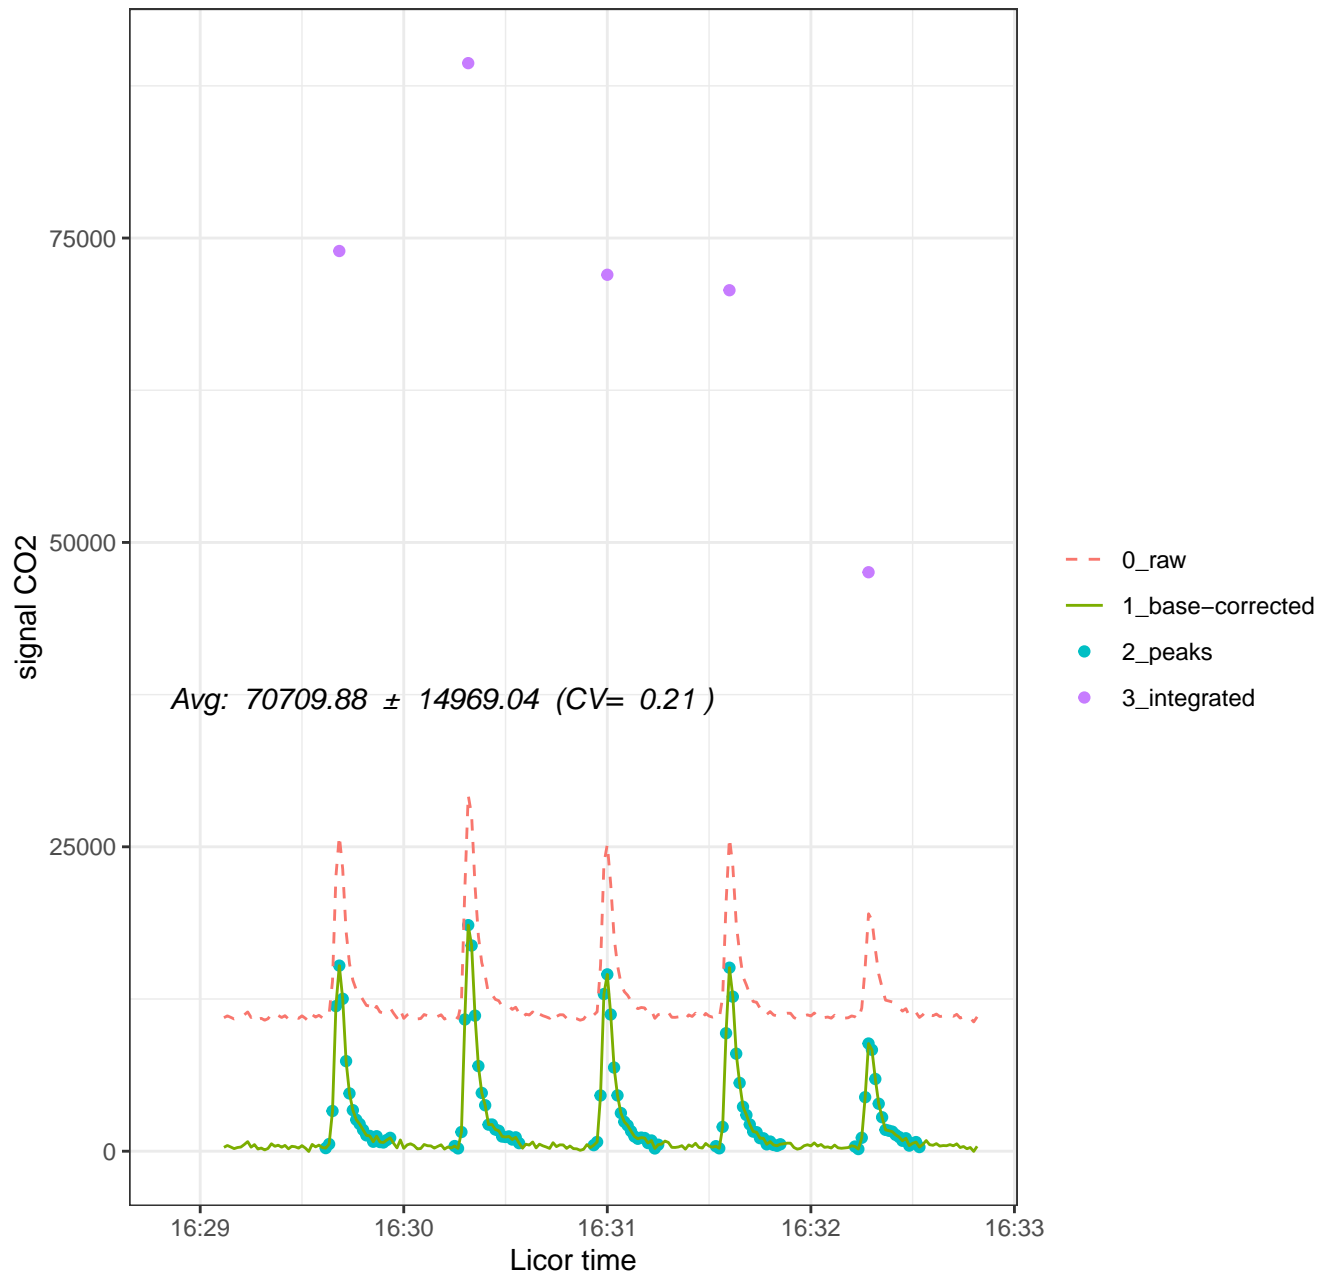 75000
50000
25000
0
signal CO2
Avg: 70709.88 ± 14969.04 (CV= 0.21 )
16:29
16:30
16:31
16:32
16:33
Licor time
0_raw
1_base−corrected
2_peaks
3_integrated